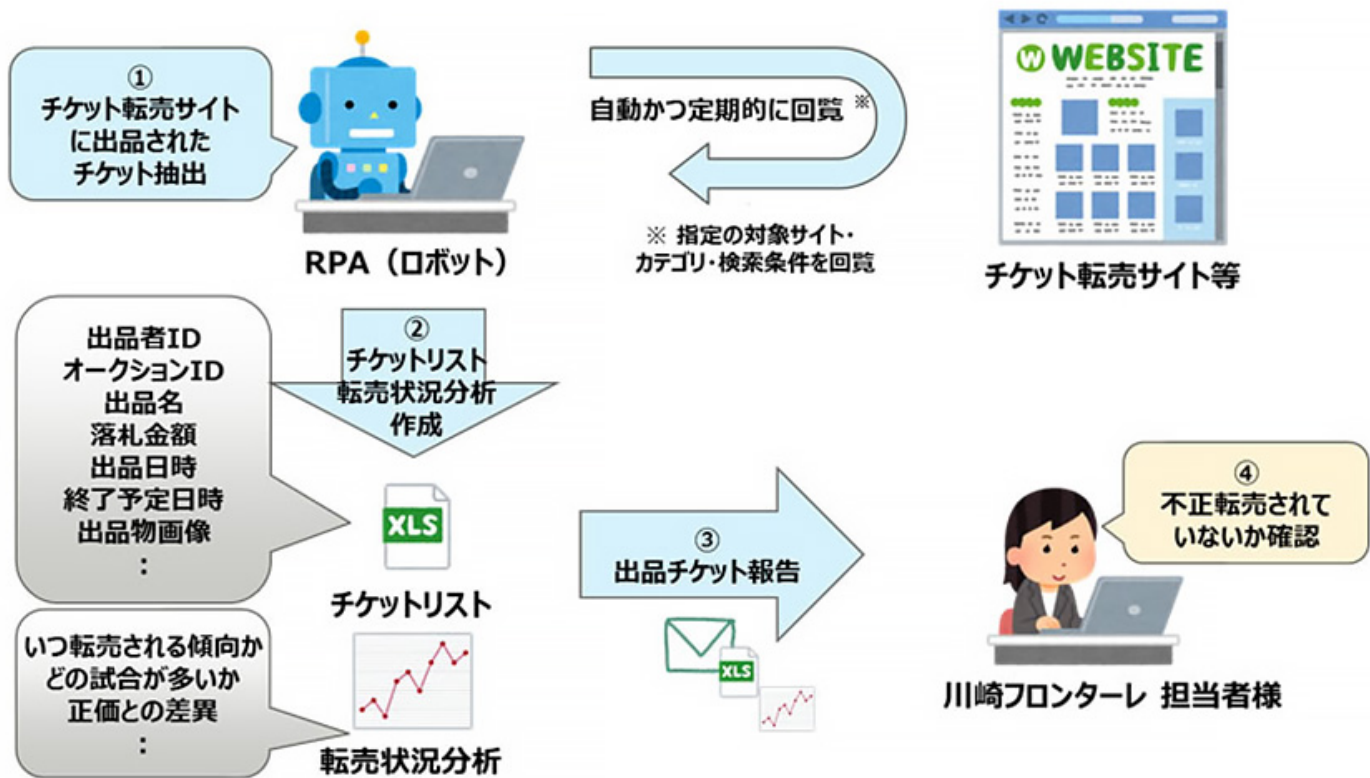 ①
チケット転売サイト
に出品された
チケット抽出
RPA（ロボット）
自動かつ定期的に回覧 ※
※ 指定の対象サイト・
カテゴリ・検索条件を回覧
W WEBSITE
チケット転売サイト等
②
チケットリスト
転売状況分析
作成
出品者ID
オークションID
出品名
落札金額
出品日時
終了予定日時
出品物画像
：
XLS
チケットリスト
いつ転売される傾向か
どの試合が多いか
正価との差異
：
転売状況分析
③
出品チケット報告
XLS
④
不正転売されて
いないか確認
川崎フロンターレ 担当者様